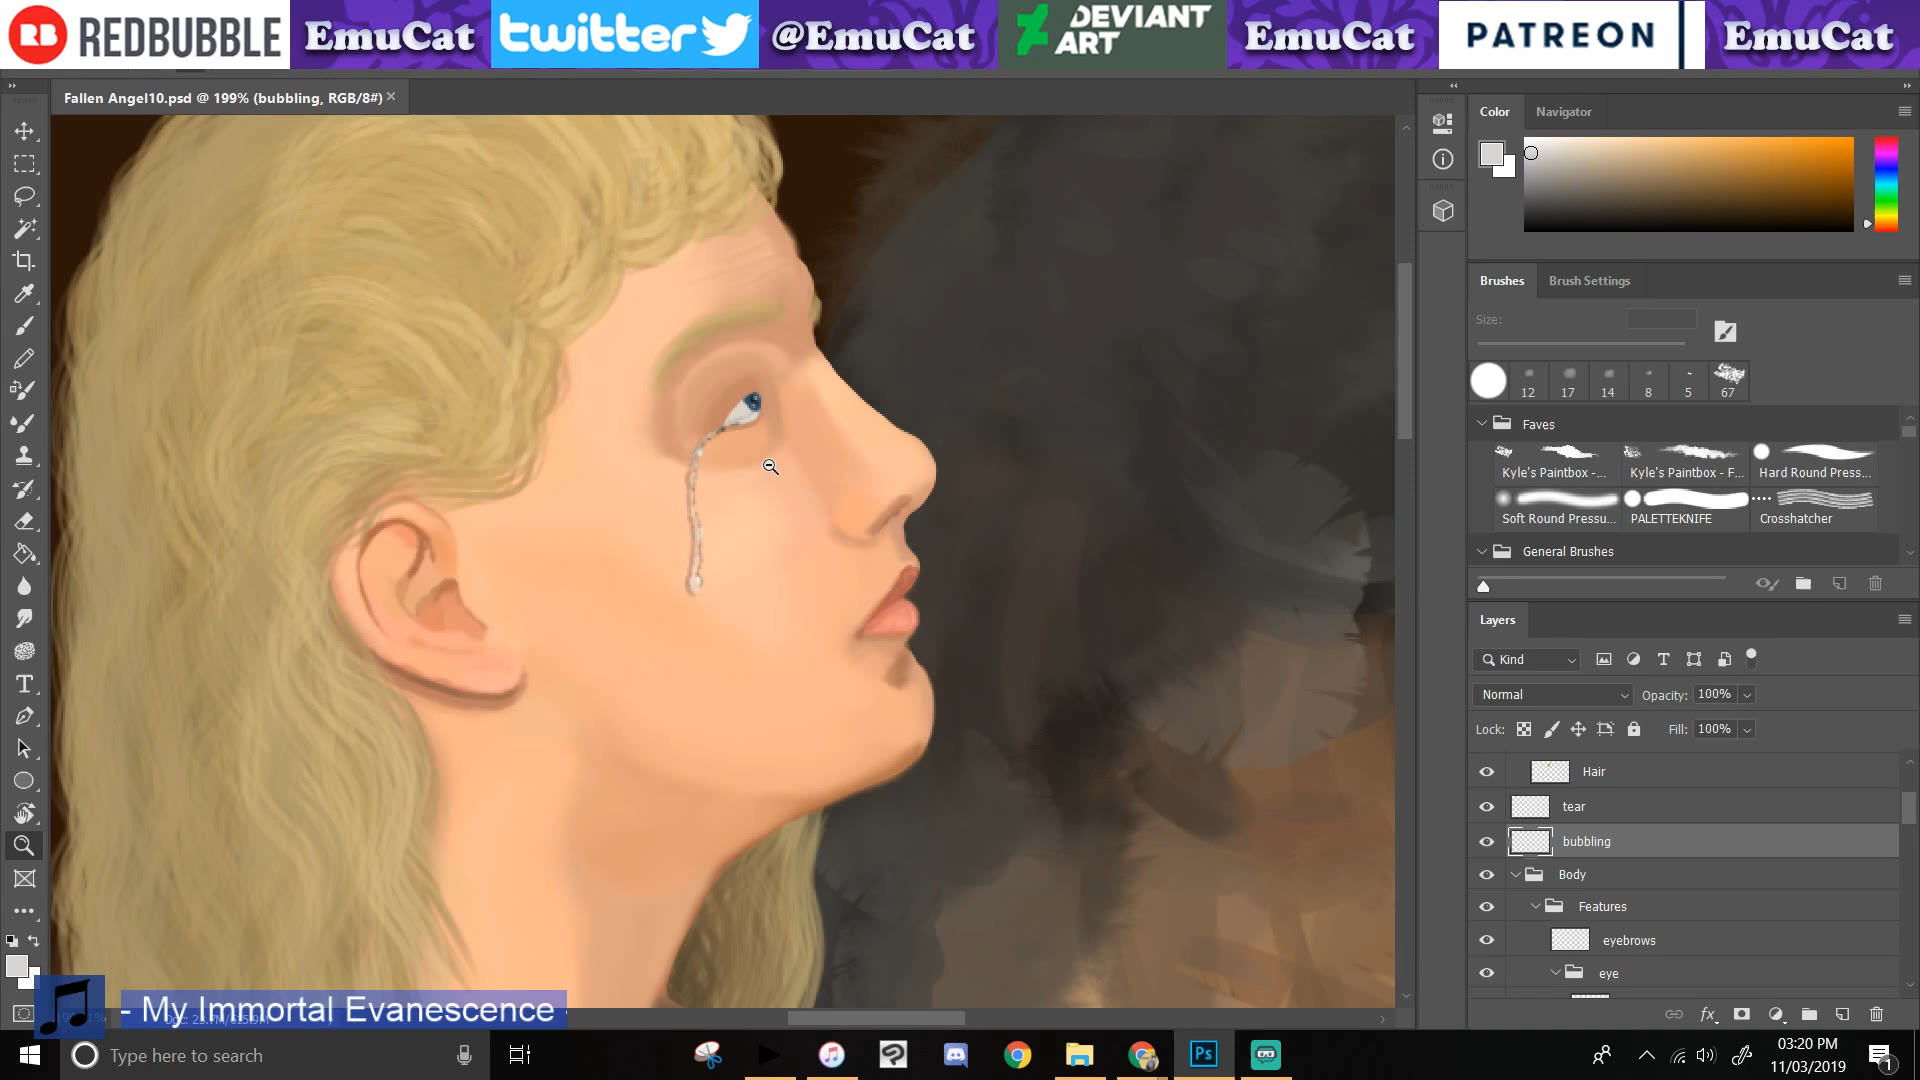 REDBUBBLE EmuCat twitter @EmuCat DEVIANT ART EmuCat PATREON EmuCat
Fallen Angel10.psd @ 199% (bubbling, RGB/8#) ×
Color Navigator
Brushes Brush Settings
Size:
12 17 14 8 5 67
Faves
Kyle's Paintbox -... Kyle's Paintbox - F... Hard Round Press...
Soft Round Pressu... PALETTEKNIFE Crosshatcher
General Brushes
Layers
Kind
Normal Opacity: 100%
Lock: Fill: 100%
Hair
tear
bubbling
Body
Features
eyebrows
eye
- My Immortal Evanescence
Type here to search
Ps
03:20 PM
11/03/2019
1